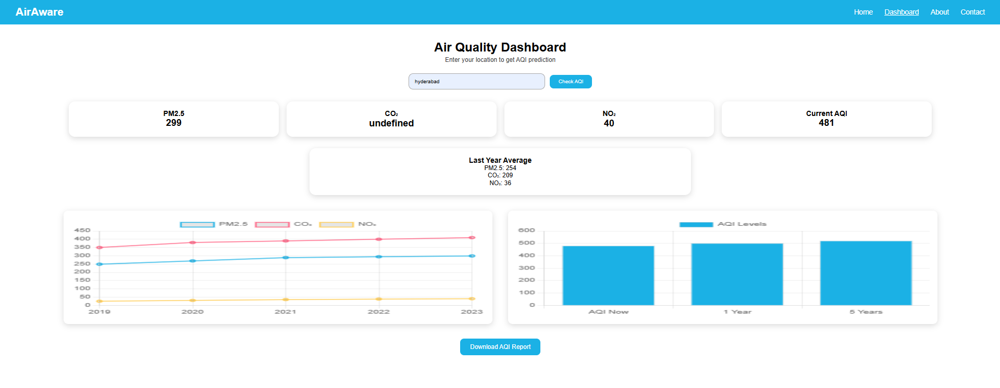 AirAware
Home Dashboard About Contact
Air Quality Dashboard
Enter your location to get AQI prediction
hyderabad
Check AQI
PM2.5
299
CO₂
undefined
NO₂
40
Current AQI
481
Last Year Average
PM2.5: 254
CO₂: 209
NO₂: 36
PM2.5 CO₂ NO₂
450
400
350
300
250
200
150
100
50
0
2019 2020 2021 2022 2023
AQI Levels
600
500
400
300
200
100
0
AQI Now 1 Year 5 Years
Download AQI Report